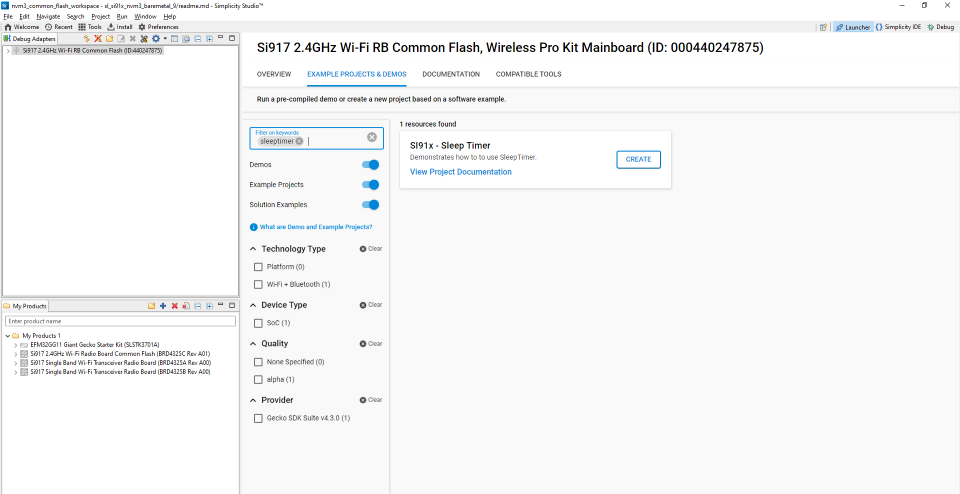 nvm3_common_flash_workspace - sl_si91x_nvm3_baremetal_9/readme.md - Simplicity Studio™
File Edit Navigate Search Project Run Window Help
Welcome Recent Tools Install Preferences
Launcher Simplicity IDE Debug
Debug Adapters
Si917 2.4GHz Wi-Fi RB Common Flash (ID:440247875)
My Products
Enter product name
My Products 1
EFM32GG11 Giant Gecko Starter Kit (SLSTK3701A)
Si917 2.4GHz Wi-Fi Radio Board Common Flash (BRD4325C Rev A01)
Si917 Single Band Wi-Fi Transceiver Radio Board (BRD4325A Rev A00)
Si917 Single Band Wi-Fi Transceiver Radio Board (BRD4325B Rev A00)
Si917 2.4GHz Wi-Fi RB Common Flash, Wireless Pro Kit Mainboard (ID: 000440247875)
OVERVIEW EXAMPLE PROJECTS & DEMOS DOCUMENTATION COMPATIBLE TOOLS
Run a pre-compiled demo or create a new project based on a software example.
Filter on keywords
sleeptimer
Demos
Example Projects
Solution Examples
What are Demo and Example Projects?
Technology Type Clear
Platform (0)
Wi-Fi + Bluetooth (1)
Device Type Clear
SoC (1)
Quality Clear
None Specified (0)
alpha (1)
Provider Clear
Gecko SDK Suite v4.3.0 (1)
1 resources found
SI91x - Sleep Timer
Demonstrates how to to use SleepTimer.
CREATE
View Project Documentation